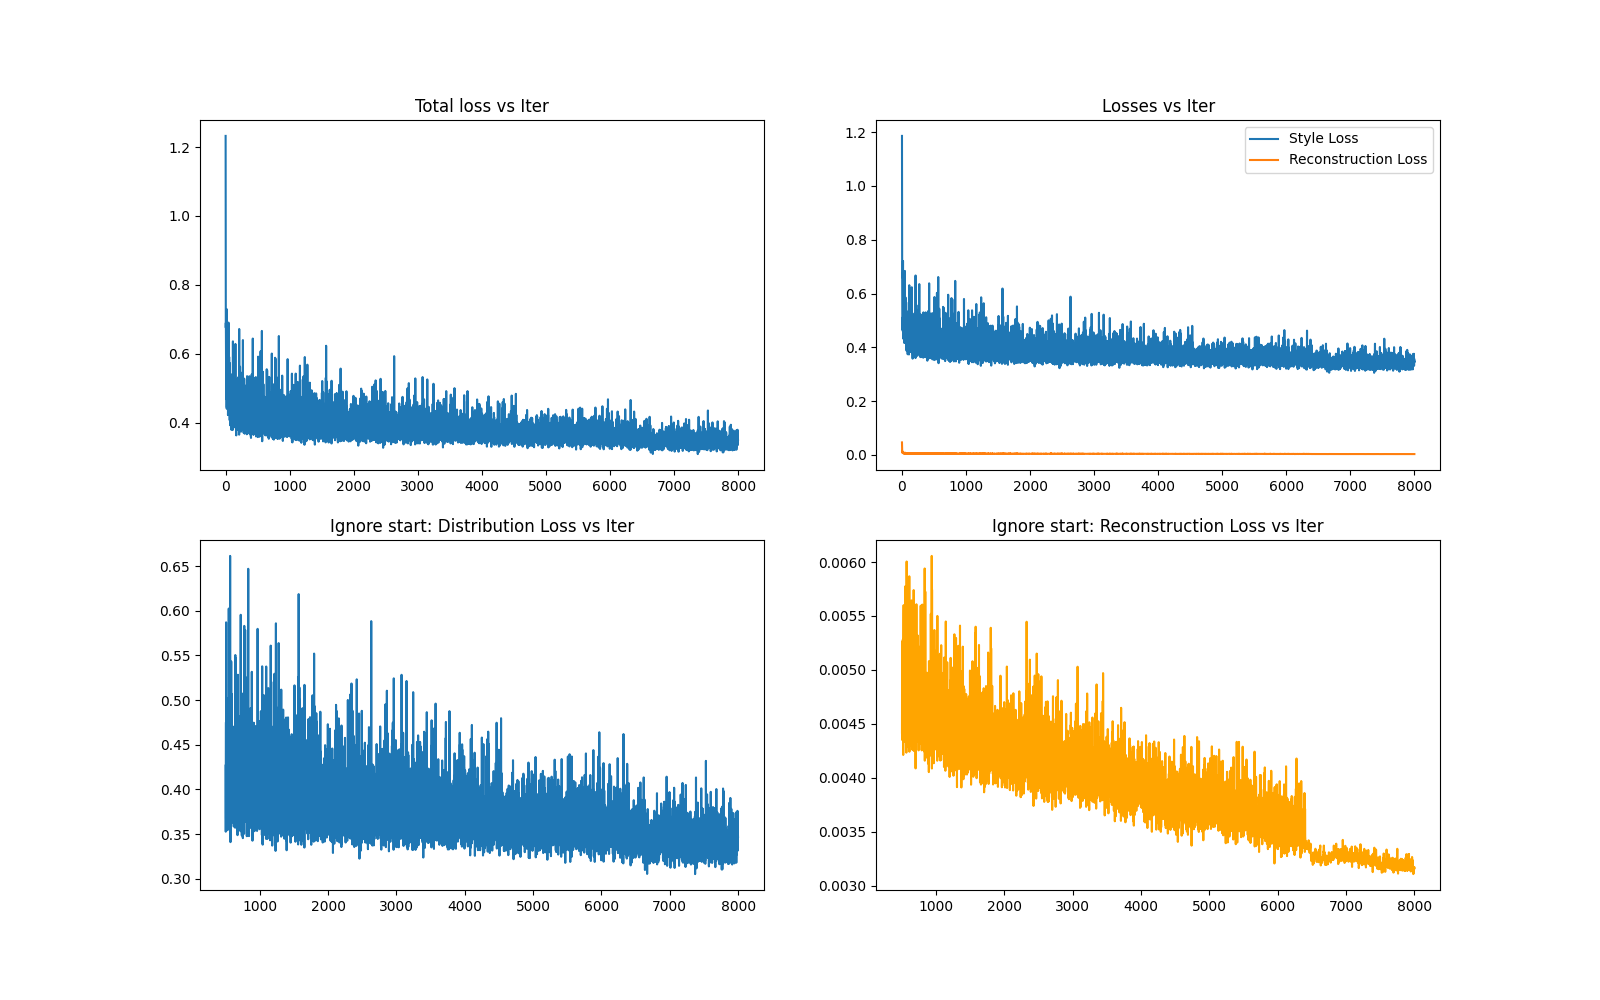 Total loss vs Iter
1.2
1.0
0.8
0.6
0.4
0 1000 2000 3000 4000 5000 6000 7000 8000
Losses vs Iter
Style Loss
Reconstruction Loss
1.2
1.0
0.8
0.6
0.4
0.2
0.0
0 1000 2000 3000 4000 5000 6000 7000 8000
Ignore start: Distribution Loss vs Iter
0.65
0.60
0.55
0.50
0.45
0.40
0.35
0.30
1000 2000 3000 4000 5000 6000 7000 8000
Ignore start: Reconstruction Loss vs Iter
0.0060
0.0055
0.0050
0.0045
0.0040
0.0035
0.0030
1000 2000 3000 4000 5000 6000 7000 8000